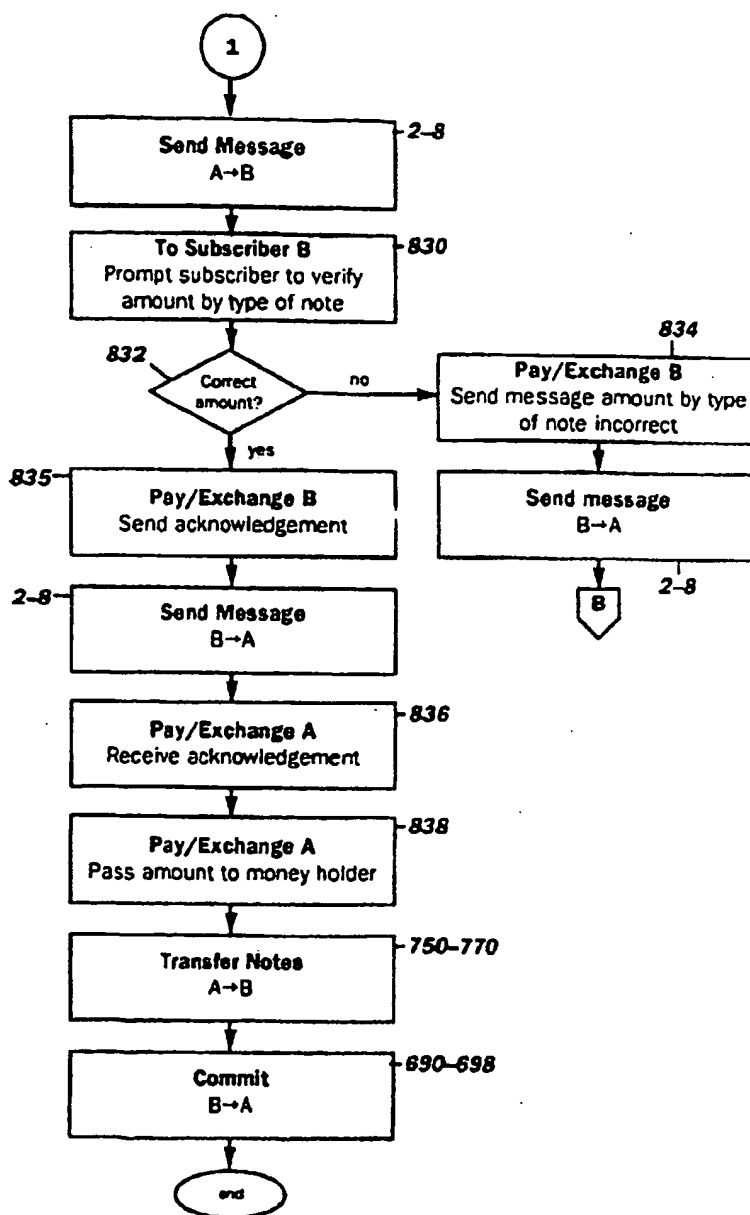 1
Send Message
A→B
2–8
To Subscriber B
Prompt subscriber to verify
amount by type of note
830
832
Correct
amount?
no
yes
834
Pay/Exchange B
Send message amount by type
of note incorrect
Send message
B→A
2–8
B
835
Pay/Exchange B
Send acknowledgement
2–8
Send Message
B→A
Pay/Exchange A
Receive acknowledgement
836
Pay/Exchange A
Pass amount to money holder
838
Transfer Notes
A→B
750–770
Commit
B→A
690–698
end